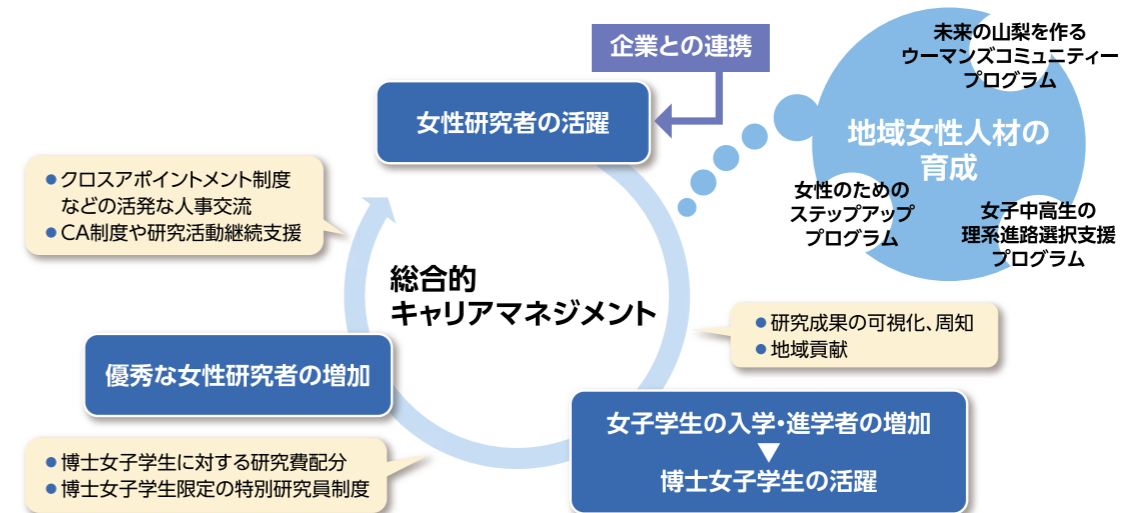 企業との連携
女性研究者の活躍
未来の山梨を作る
ウーマンズコミュニティー
プログラム
地域女性人材の
育成
女性のための
ステップアップ
プログラム
女子中高生の
理系進路選択支援
プログラム
●クロスアポイントメント制度
などの活発な人事交流
●CA制度や研究活動継続支援
総合的
キャリアマネジメント
●研究成果の可視化、周知
●地域貢献
優秀な女性研究者の増加
女子学生の入学・進学者の増加
▼
博士女子学生の活躍
●博士女子学生に対する研究費配分
●博士女子学生限定の特別研究員制度